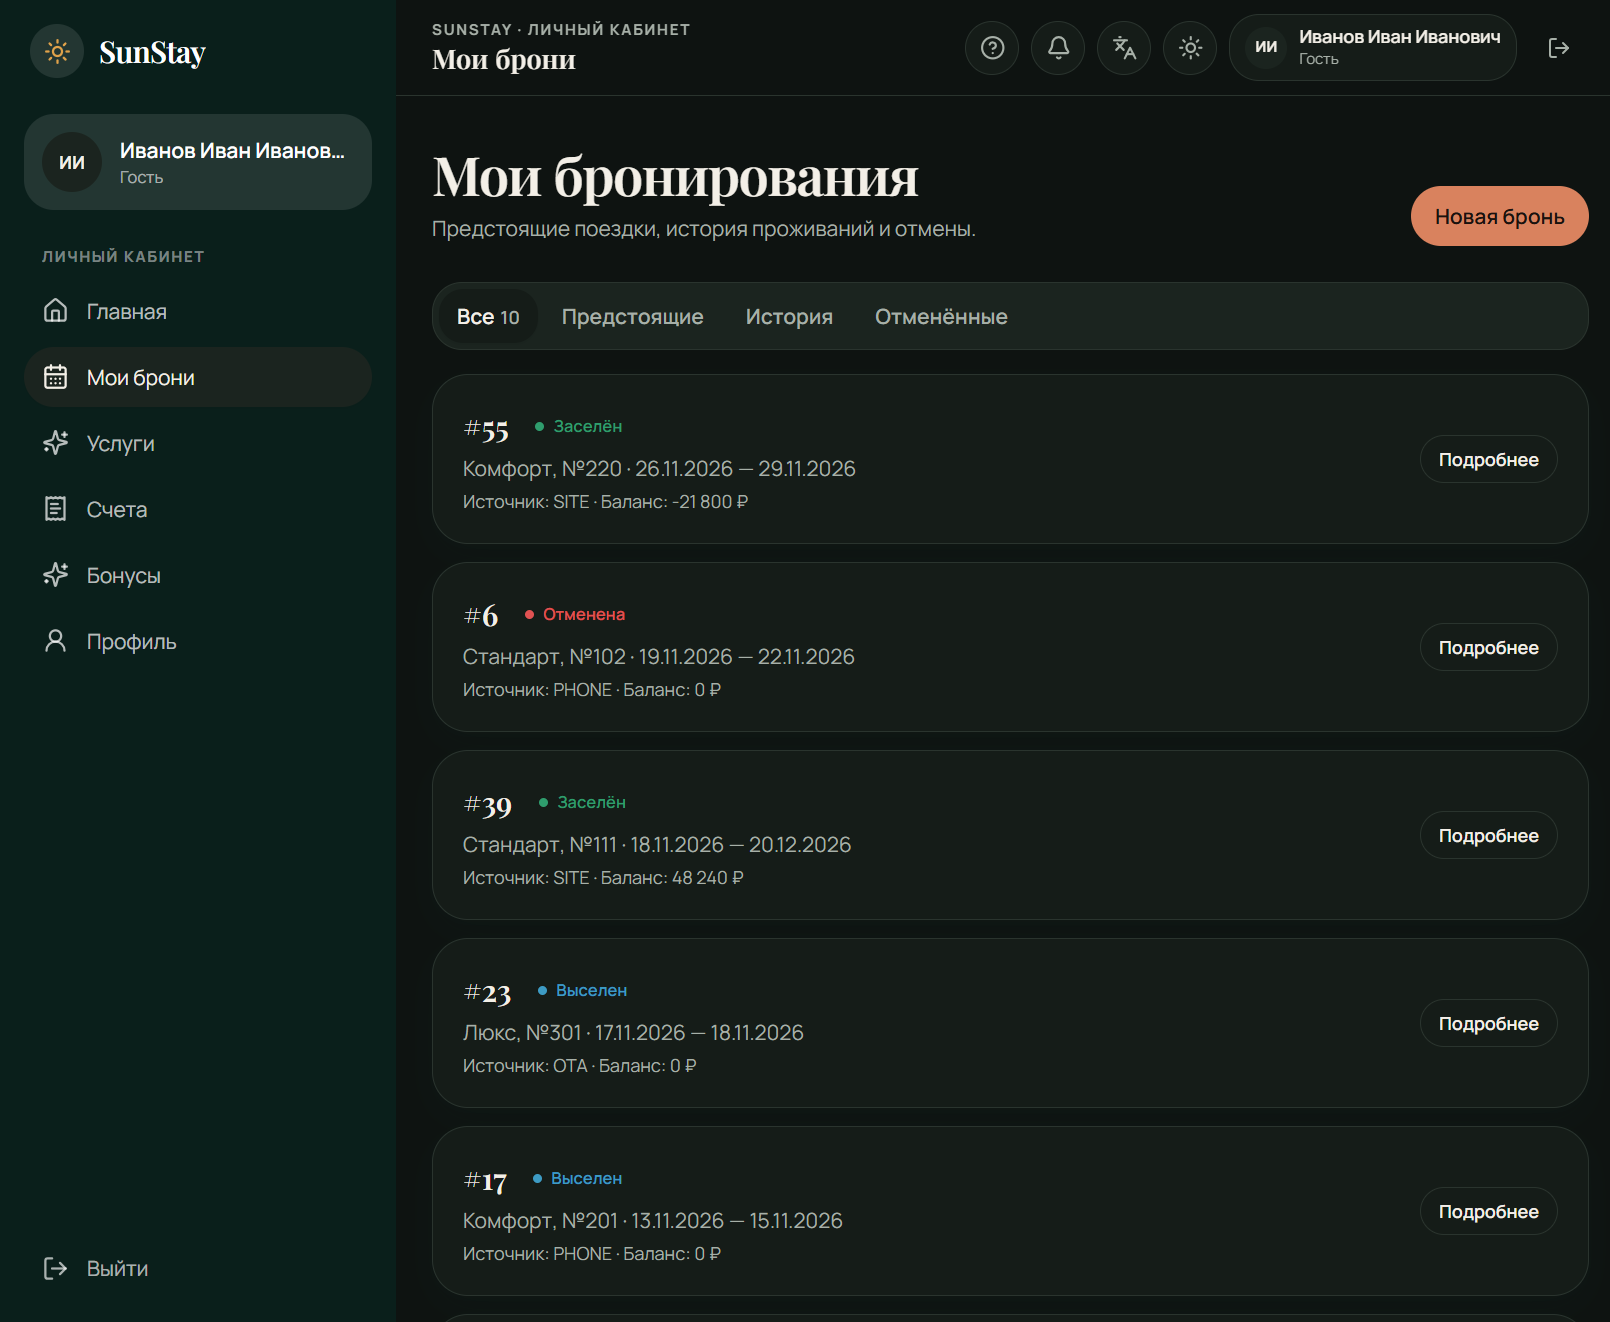 SunStay
ИИ
Иванов Иван Иванов...
Гость
ЛИЧНЫЙ КАБИНЕТ
Главная
Мои брони
Услуги
Счета
Бонусы
Профиль
Выйти
SUNSTAY · ЛИЧНЫЙ КАБИНЕТ
Мои брони
ИИ
Иванов Иван Иванович
Гость
Мои бронирования
Предстоящие поездки, история проживаний и отмены.
Новая бронь
Все 10 Предстоящие История Отменённые
#55 Заселён
Комфорт, №220 · 26.11.2026 — 29.11.2026
Источник: SITE · Баланс: -21 800 ₽
Подробнее
#6 Отменена
Стандарт, №102 · 19.11.2026 — 22.11.2026
Источник: PHONE · Баланс: 0 ₽
Подробнее
#39 Заселён
Стандарт, №111 · 18.11.2026 — 20.12.2026
Источник: SITE · Баланс: 48 240 ₽
Подробнее
#23 Выселен
Люкс, №301 · 17.11.2026 — 18.11.2026
Источник: OTA · Баланс: 0 ₽
Подробнее
#17 Выселен
Комфорт, №201 · 13.11.2026 — 15.11.2026
Источник: PHONE · Баланс: 0 ₽
Подробнее